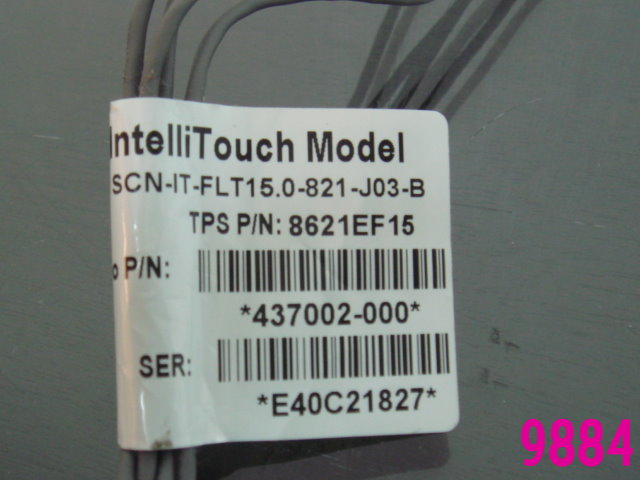 IntelliTouch Model
SCN-IT-FLT15.0-821-J03-B
TPS P/N: 8621EF15
o P/N:
*437002-000*
SER:
*E40C21827*
9884